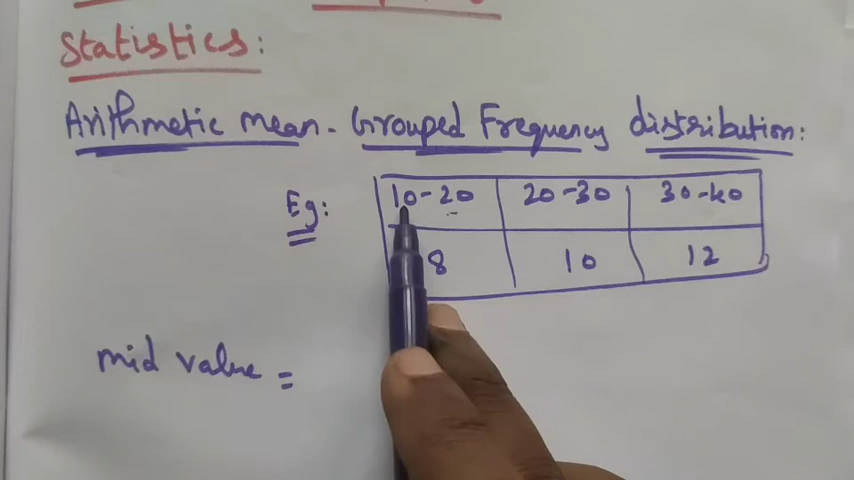 Statistics:
Arithmetic mean - Grouped Frequency distribution:
Eg: 10-20 20-30 30-40
8 10 12
mid value =